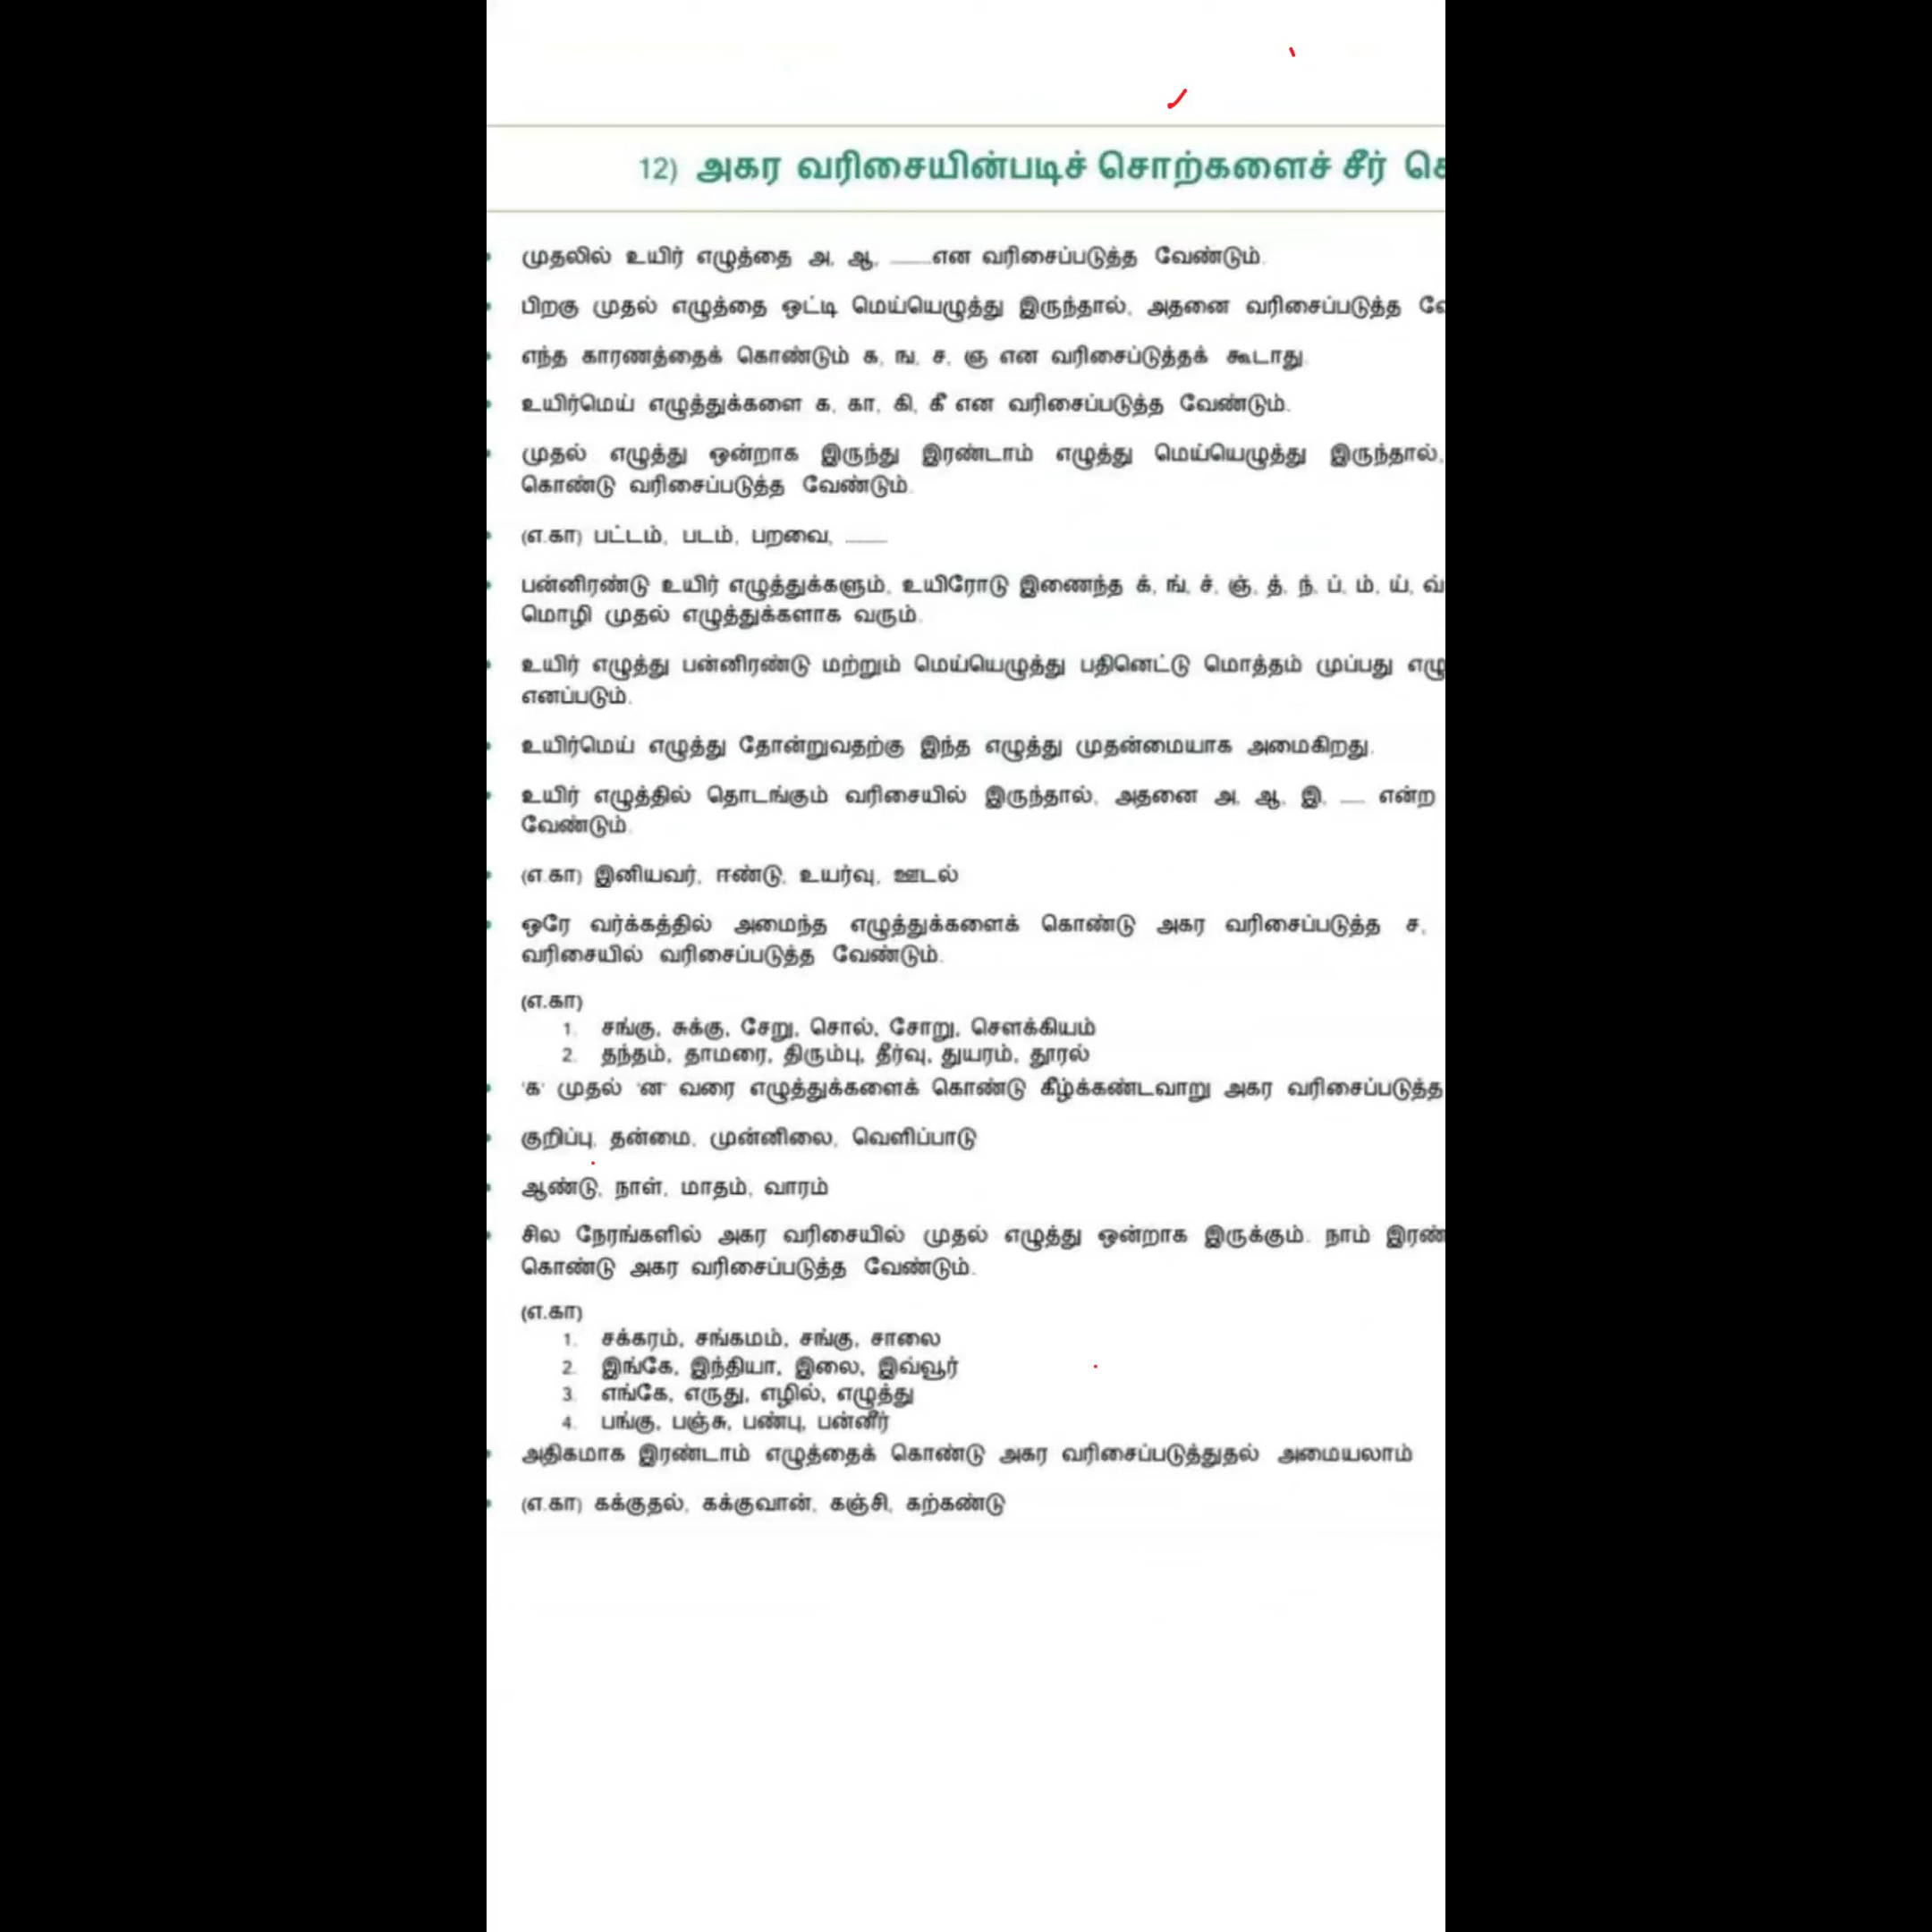 12) அகர வரிசையின்படிச் சொற்களைச் சீர்
முதலில் உயிர் எழுத்தை அ, ஆ, ........என வரிசைப்படுத்த வேண்டும்.
பிறகு முதல் எழுத்தை ஒட்டி மெய்யெழுத்து இருந்தால், அதனை வரிசைப்படுத்த
எந்த காரணத்தைக் கொண்டும் க, ங, ச, ஞ என வரிசைப்டுத்தக் கூடாது.
உயிர்மெய் எழுத்துக்களை க, கா, கி, கீ என வரிசைப்படுத்த வேண்டும்.
முதல் எழுத்து ஒன்றாக இருந்து இரண்டாம் எழுத்து மெய்யெழுத்து இருந்தால்,
கொண்டு வரிசைப்படுத்த வேண்டும்.
(எ.கா) பட்டம், படம், பறவை, ........
பன்னிரண்டு உயிர் எழுத்துக்களும், உயிரோடு இணைந்த க், ங், ச், ஞ், த், ந், ப், ம், ய், வ்
மொழி முதல் எழுத்துக்களாக வரும்.
உயிர் எழுத்து பன்னிரண்டு மற்றும் மெய்யெழுத்து பதினெட்டு மொத்தம் முப்பது
எனப்படும்.
உயிர்மெய் எழுத்து தோன்றுவதற்கு இந்த எழுத்து முதன்மையாக அமைகிறது.
உயிர் எழுத்தில் தொடங்கும் வரிசையில் இருந்தால், அதனை அ, ஆ, இ, ..... என்ற
வேண்டும்.
(எ.கா) இனியவர், ஈண்டு, உயர்வு, ஊடல்
ஒரே வர்க்கத்தில் அமைந்த எழுத்துக்களைக் கொண்டு அகர வரிசைப்படுத்த ச,
வரிசையில் வரிசைப்படுத்த வேண்டும்.
(எ.கா)
1. சங்கு, சுக்கு, சேறு, சொல், சோறு, சௌக்கியம்
2. தந்தம், தாமரை, திரும்பு, தீர்வு, துயரம், தூரல்
'க' முதல் 'ன' வரை எழுத்துக்களைக் கொண்டு கீழ்க்கண்டவாறு அகர வரிசைப்படுத்த
குறிப்பு, தன்மை, முன்னிலை, வெளிப்பாடு
ஆண்டு, நாள், மாதம், வாரம்
சில நேரங்களில் அகர வரிசையில் முதல் எழுத்து ஒன்றாக இருக்கும். நாம்
கொண்டு அகர வரிசைப்படுத்த வேண்டும்.
(எ.கா)
1. சக்கரம், சங்கமம், சங்கு, சாலை
2. இங்கே, இந்தியா, இலை, இவ்வூர்
3. எங்கே, எருது, எழில், எழுத்து
4. பங்கு, பஞ்சு, பண்பு, பன்னீர்
அதிகமாக இரண்டாம் எழுத்தைக் கொண்டு அகர வரிசைப்படுத்துதல் அமையலாம்
(எ.கா) கக்குதல், கக்குவான், கஞ்சி, கற்கண்டு